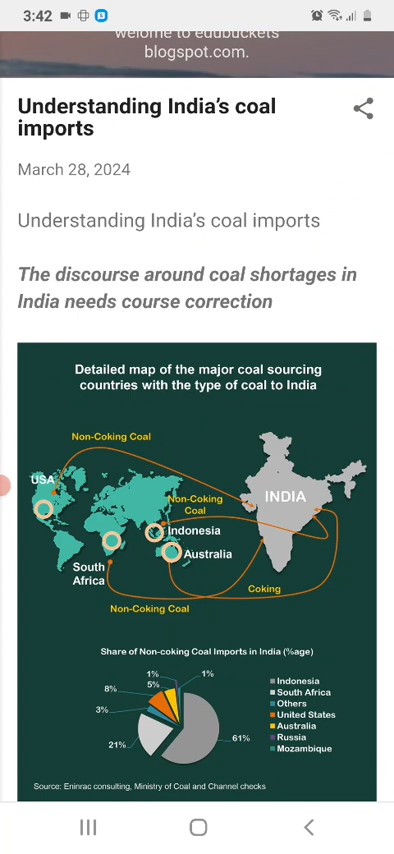 3:42
welome to edubuckets
blogspot.com.
Understanding India's coal
imports
March 28, 2024
Understanding India's coal imports
The discourse around coal shortages in
India needs course correction
Detailed map of the major coal sourcing
countries with the type of coal to India
Non-Coking Coal
USA
Non-Coking
Coal
INDIA
Indonesia
Australia
South
Africa
Coking
Non-Coking Coal
Share of Non-coking Coal Imports in India (%age)
1%
1%
5%
8%
3%
21%
61%
Indonesia
South Africa
Others
United States
Australia
Russia
Mozambique
Source: Eninrac consulting, Ministry of Coal and Channel checks